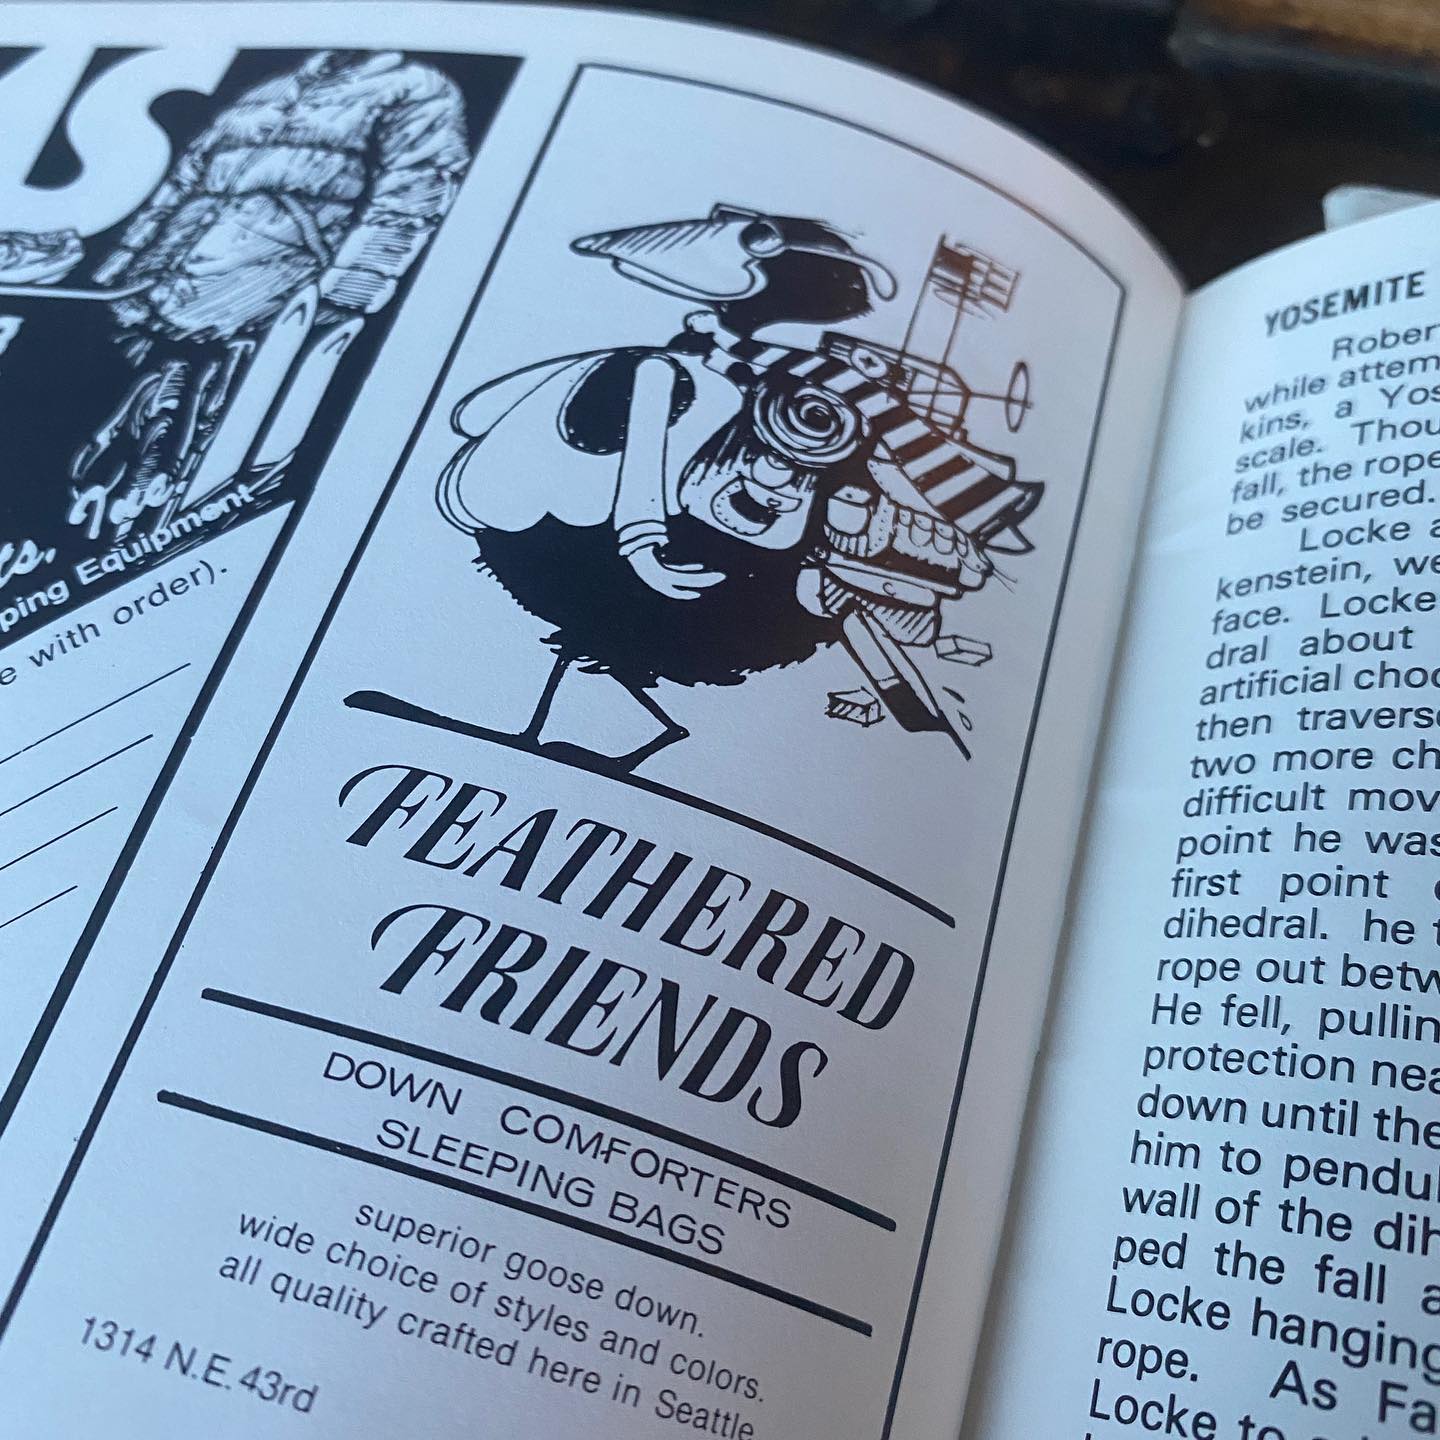 ts,
ping Equipment
e with order).
FEATHERED
FRIENDS
DOWN COMFORTERS
SLEEPING BAGS
superior goose down.
wide choice of styles and colors.
all quality crafted here in Seattle
1314 N.E. 43rd
YOSEMITE
Rober
while attem
kins, a Yos
scale. Thou
fall, the rope
be secured.
Locke a
kenstein, we
face. Locke
dral about
artificial choc
then travers
two more ch
difficult mov
point he was
first point
dihedral. he t
rope out betw
He fell, pullin
protection nea
down until the
him to pendul
wall of the dih
ped the fall a
Locke hanging
rope. As Fa
Locke to